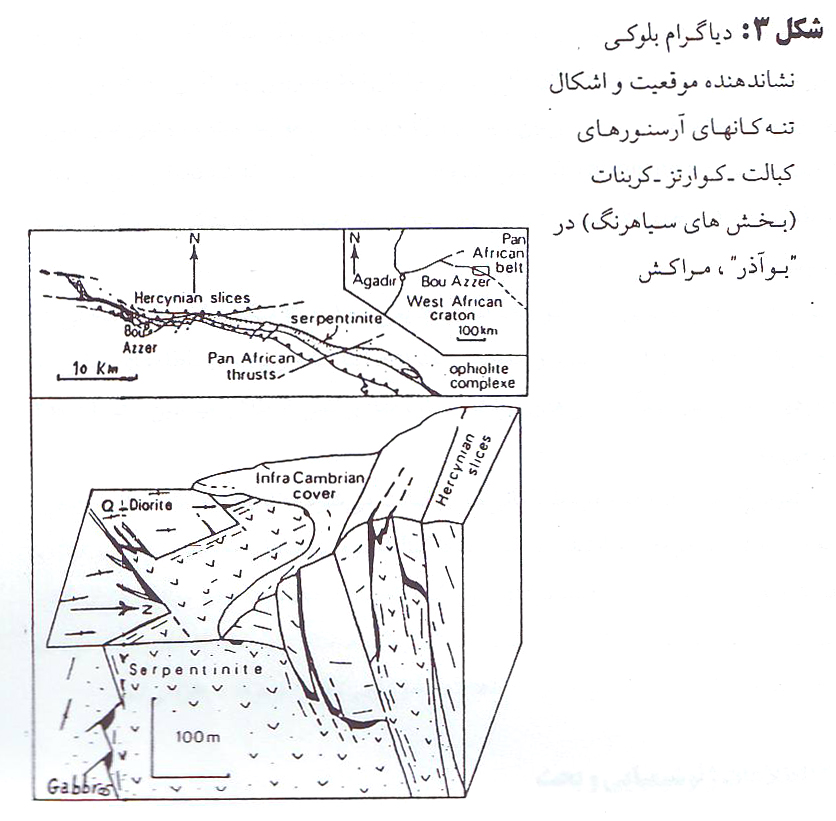 شکل ۳: دیاگرام بلوکی
نشاندهنده موقعیت و اشکال
تنه کانهای آرسنورهای
کبالت ـ کوارتز ـ کربنات
(بخش های سیاهرنگ) در
"بوآذر"، مراکش
N
Hercynian slices
Bou
Azzer
10 Km
serpentinite
Pan African
thrusts
N
Pan
African
belt
Agadir
Bou Azzer
West African
craton
100km
ophiolite
complexe
Infra Cambrian
cover
Hercynian
slices
Q Diorite
N
Serpentinite
100m
Gabbros